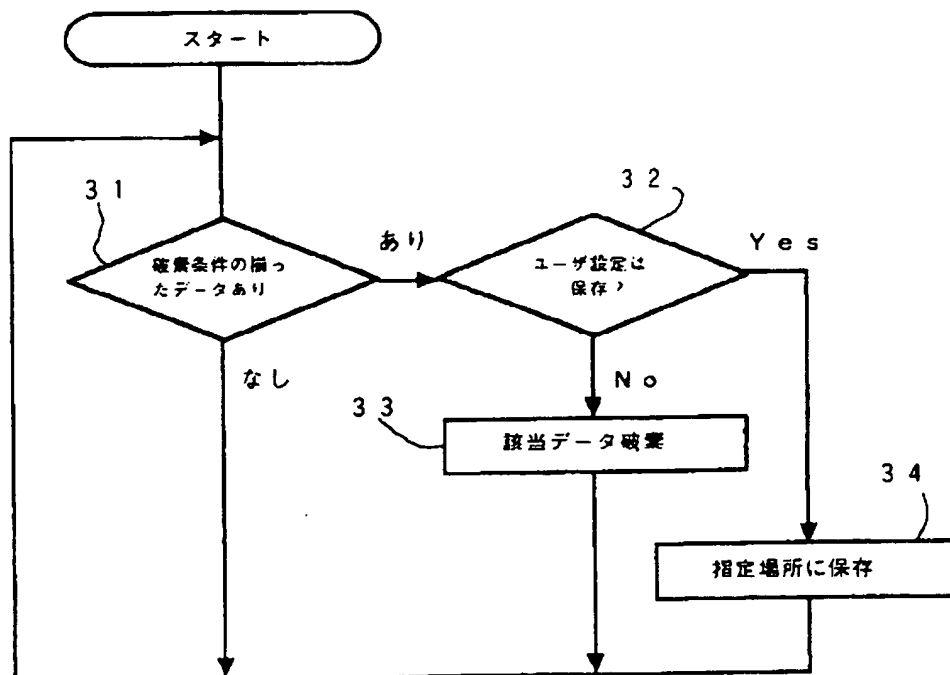 スタート
31
破棄条件の揃っ
たデータあり
あり
32
ユーザ設定は
保存?
Yes
なし
No
33
該当データ破棄
34
指定場所に保存